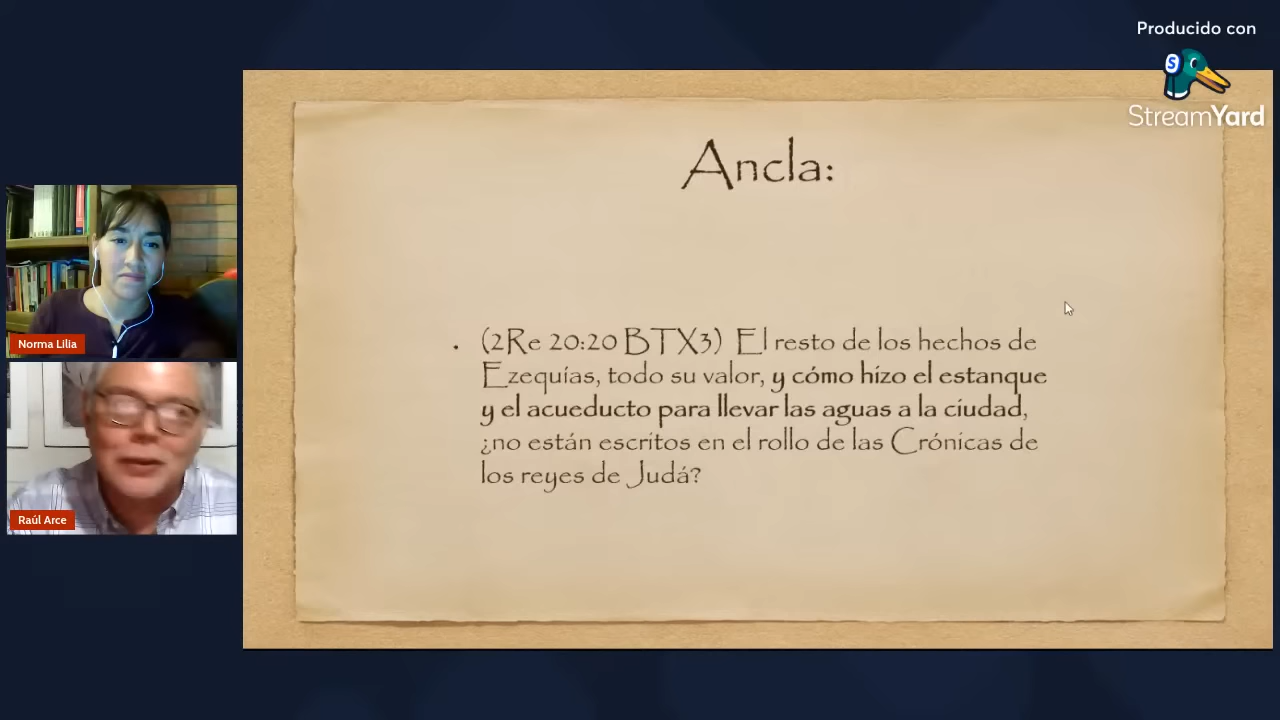 Producido con
StreamYard
Ancla:
• (2Re 20:20 BTX3) El resto de los hechos de
Ezequías, todo su valor, y cómo hizo el estanque
y el acueducto para llevar las aguas a la ciudad,
¿no están escritos en el rollo de las Crónicas de
los reyes de Judá?
Norma Lilia
Raúl Arce